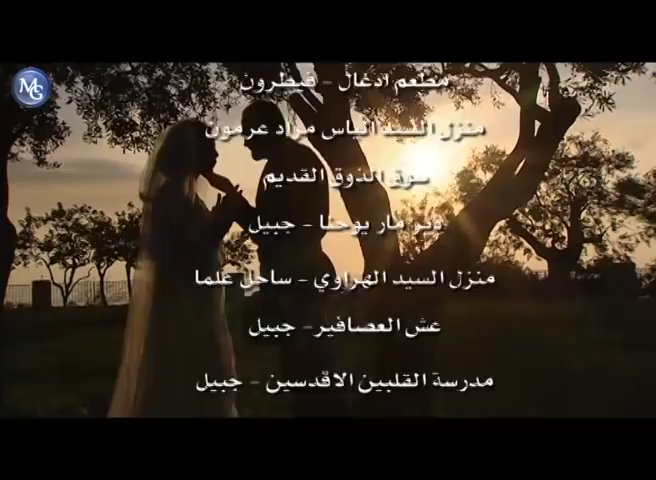 MG
مطعم ادغال - فيطرون
منزل السيد الياس مراد عرمون
سوق الذوق القديم
دير مار يوحنا - جبيل
منزل السيد الهراوي - ساحل علما
عش العصافير - جبيل
مدرسة القلبين الاقدسين - جبيل